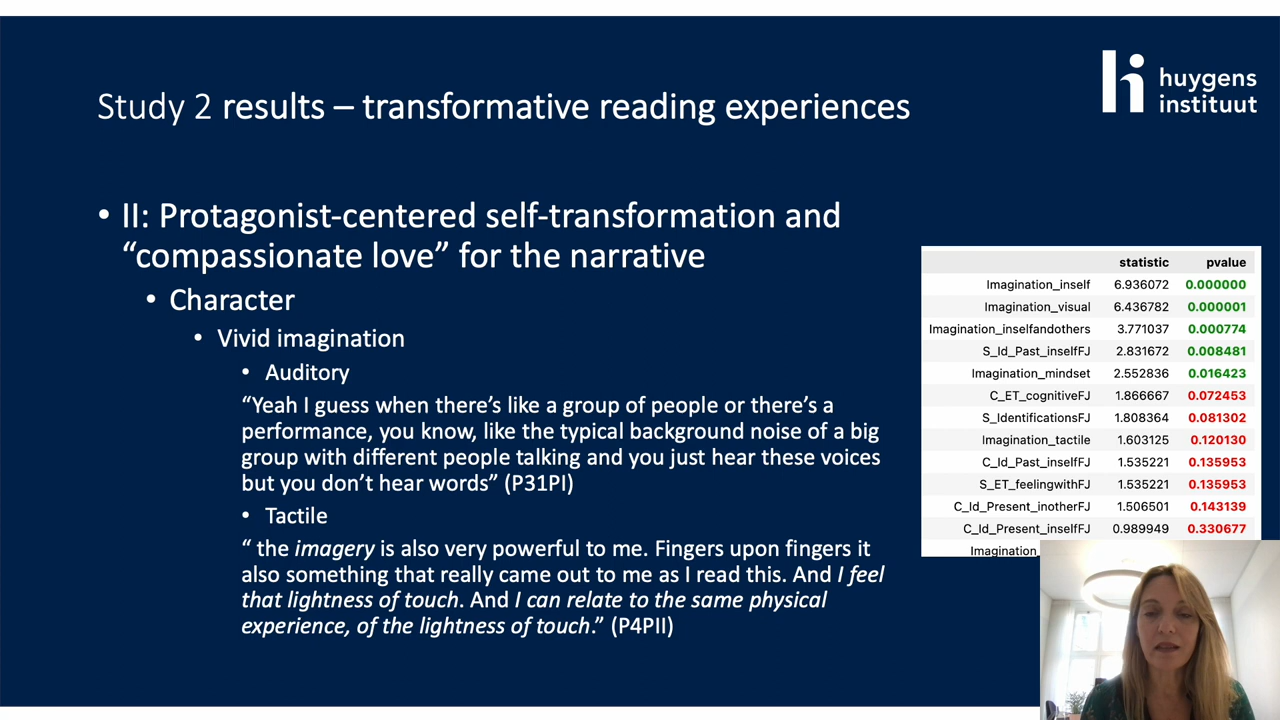 huygens
instituut
Study 2 results – transformative reading experiences
• II: Protagonist-centered self-transformation and
“compassionate love” for the narrative
• Character
• Vivid imagination
• Auditory
“Yeah I guess when there’s like a group of people or there’s a
performance, you know, like the typical background noise of a big
group with different people talking and you just hear these voices
but you don’t hear words” (P31PI)
• Tactile
“ the imagery is also very powerful to me. Fingers upon fingers it
also something that really came out to me as I read this. And I feel
that lightness of touch. And I can relate to the same physical
experience, of the lightness of touch.” (P4PII)
statistic pvalue
Imagination_inself 6.936072 0.000000
Imagination_visual 6.436782 0.000001
Imagination_inselfandothers 3.771037 0.000774
S_Id_Past_inselfFJ 2.831672 0.008481
Imagination_mindset 2.552836 0.016423
C_ET_cognitiveFJ 1.866667 0.072453
S_IdentificationsFJ 1.808364 0.081302
Imagination_tactile 1.603125 0.120130
C_Id_Past_inselfFJ 1.535221 0.135953
S_ET_feelingwithFJ 1.535221 0.135953
C_Id_Present_inotherFJ 1.506501 0.143139
C_Id_Present_inselfFJ 0.989949 0.330677
Imagination